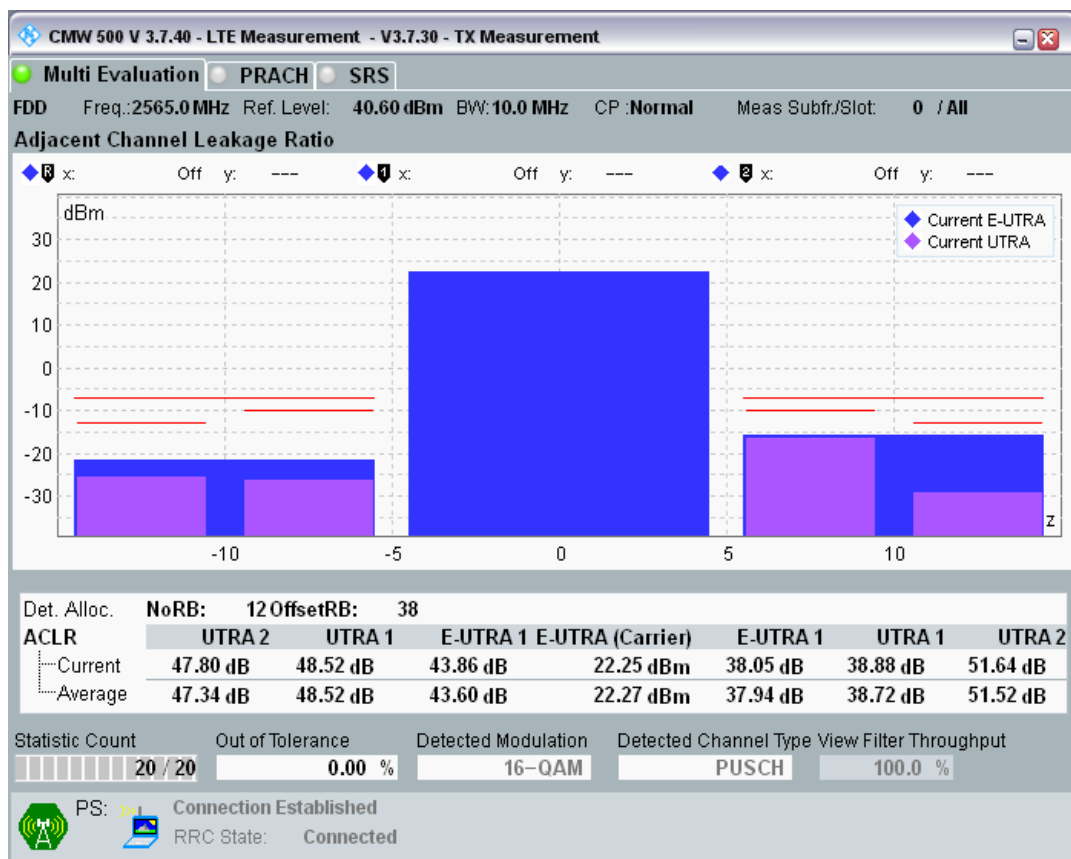 CMW 500 V 3.7.40 - LTE Measurement - V3.7.30 - TX Measurement
Multi Evaluation PRACH SRS
FDD Freq.:2565.0 MHz Ref. Level: 40.60 dBm BW:10.0 MHz CP :Normal Meas Subfr./Slot: 0 / All
Adjacent Channel Leakage Ratio
R x: Off y: --- 1 x: Off y: --- 2 x: Off y: ---
dBm
Current E-UTRA
Current UTRA
30
20
10
0
-10
-20
-30
z
-10 -5 0 5 10
Det. Alloc. NoRB: 12 OffsetRB: 38
ACLR UTRA 2 UTRA 1 E-UTRA 1 E-UTRA (Carrier) E-UTRA 1 UTRA 1 UTRA 2
Current 47.80 dB 48.52 dB 43.86 dB 22.25 dBm 38.05 dB 38.88 dB 51.64 dB
Average 47.34 dB 48.52 dB 43.60 dB 22.27 dBm 37.94 dB 38.72 dB 51.52 dB
Statistic Count Out of Tolerance Detected Modulation Detected Channel Type View Filter Throughput
20 / 20 0.00 % 16-QAM PUSCH 100.0 %
PS: Connection Established
RRC State: Connected